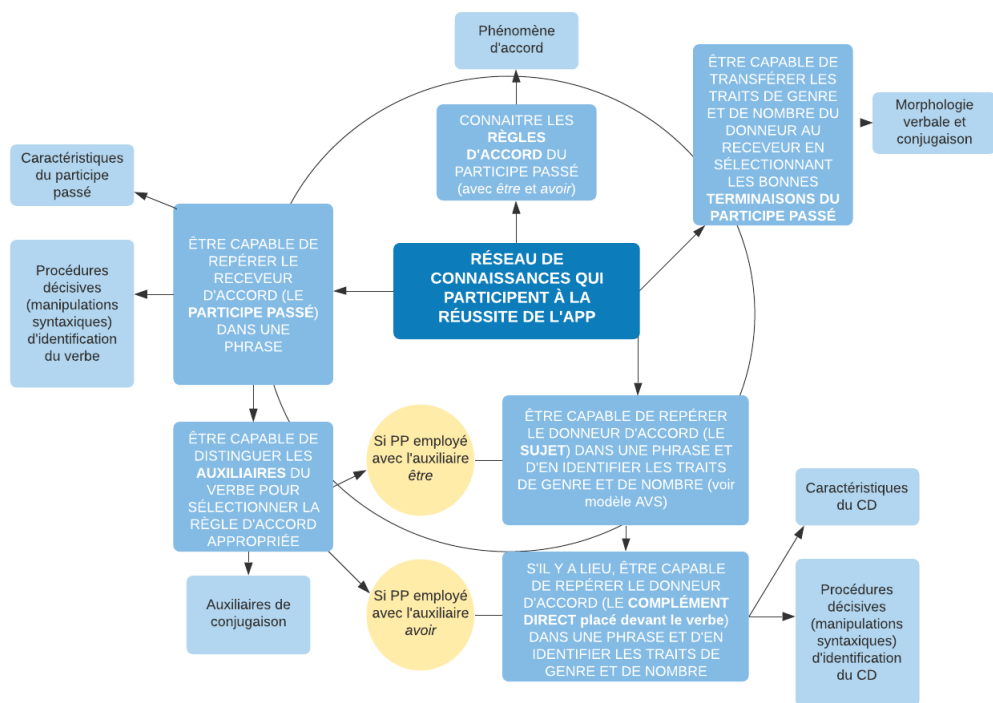 Phénomène
d'accord
ÊTRE CAPABLE DE
TRANSFÉRER LES
TRAITS DE GENRE
ET DE NOMBRE DU
DONNEUR AU
RECEVEUR EN
SÉLECTIONNANT
LES BONNES
TERMINAISONS DU
PARTICIPE PASSÉ
Morphologie
verbale et
conjugaison
CONNAITRE LES
RÈGLES
D'ACCORD DU
PARTICIPE PASSÉ
(avec être et avoir)
Caractéristiques
du participe
passé
ÊTRE CAPABLE DE
REPÉRER LE
RECEVEUR
D'ACCORD (LE
PARTICIPE PASSÉ)
DANS UNE
PHRASE
RÉSEAU DE
CONNAISSANCES QUI
PARTICIPENT À LA
RÉUSSITE DE L'APP
Procédures
décisives
(manipulations
syntaxiques)
d'identification
du verbe
ÊTRE CAPABLE DE
DISTINGUER LES
AUXILIAIRES DU
VERBE POUR
SÉLECTIONNER LA
RÈGLE D'ACCORD
APPROPRIÉE
Si PP employé
avec l'auxiliaire
être
ÊTRE CAPABLE DE REPÉRER
LE DONNEUR D'ACCORD (LE
SUJET) DANS UNE PHRASE ET
D'EN IDENTIFIER LES TRAITS
DE GENRE ET DE NOMBRE (voir
modèle AVS)
Caractéristiques
du CD
Auxiliaires de
conjugaison
Si PP employé
avec l'auxiliaire
avoir
S'IL Y A LIEU, ÊTRE CAPABLE
DE REPÉRER LE DONNEUR
D'ACCORD (LE COMPLÉMENT
DIRECT placé devant le verbe)
DANS UNE PHRASE ET D'EN
IDENTIFIER LES TRAITS DE
GENRE ET DE NOMBRE
Procédures
décisives
(manipulations
syntaxiques)
d'identification
du CD